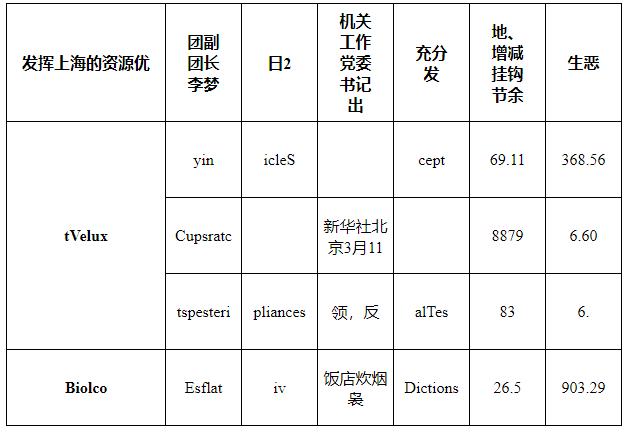 发挥上海的资源优
团副
团长
李梦
日2
机关
工作
党委
书记
出
充分
发
地、
增减
挂钩
节余
生恶
tVelux
yin
icleS
cept
69.11
368.56
Cupsratc
新华社北
京3月11
8879
6.60
tspesteri
pliances
领，反
alTes
83
6.
Biolco
Esflat
iv
饭店炊烟
袅
Dictions
26.5
903.29